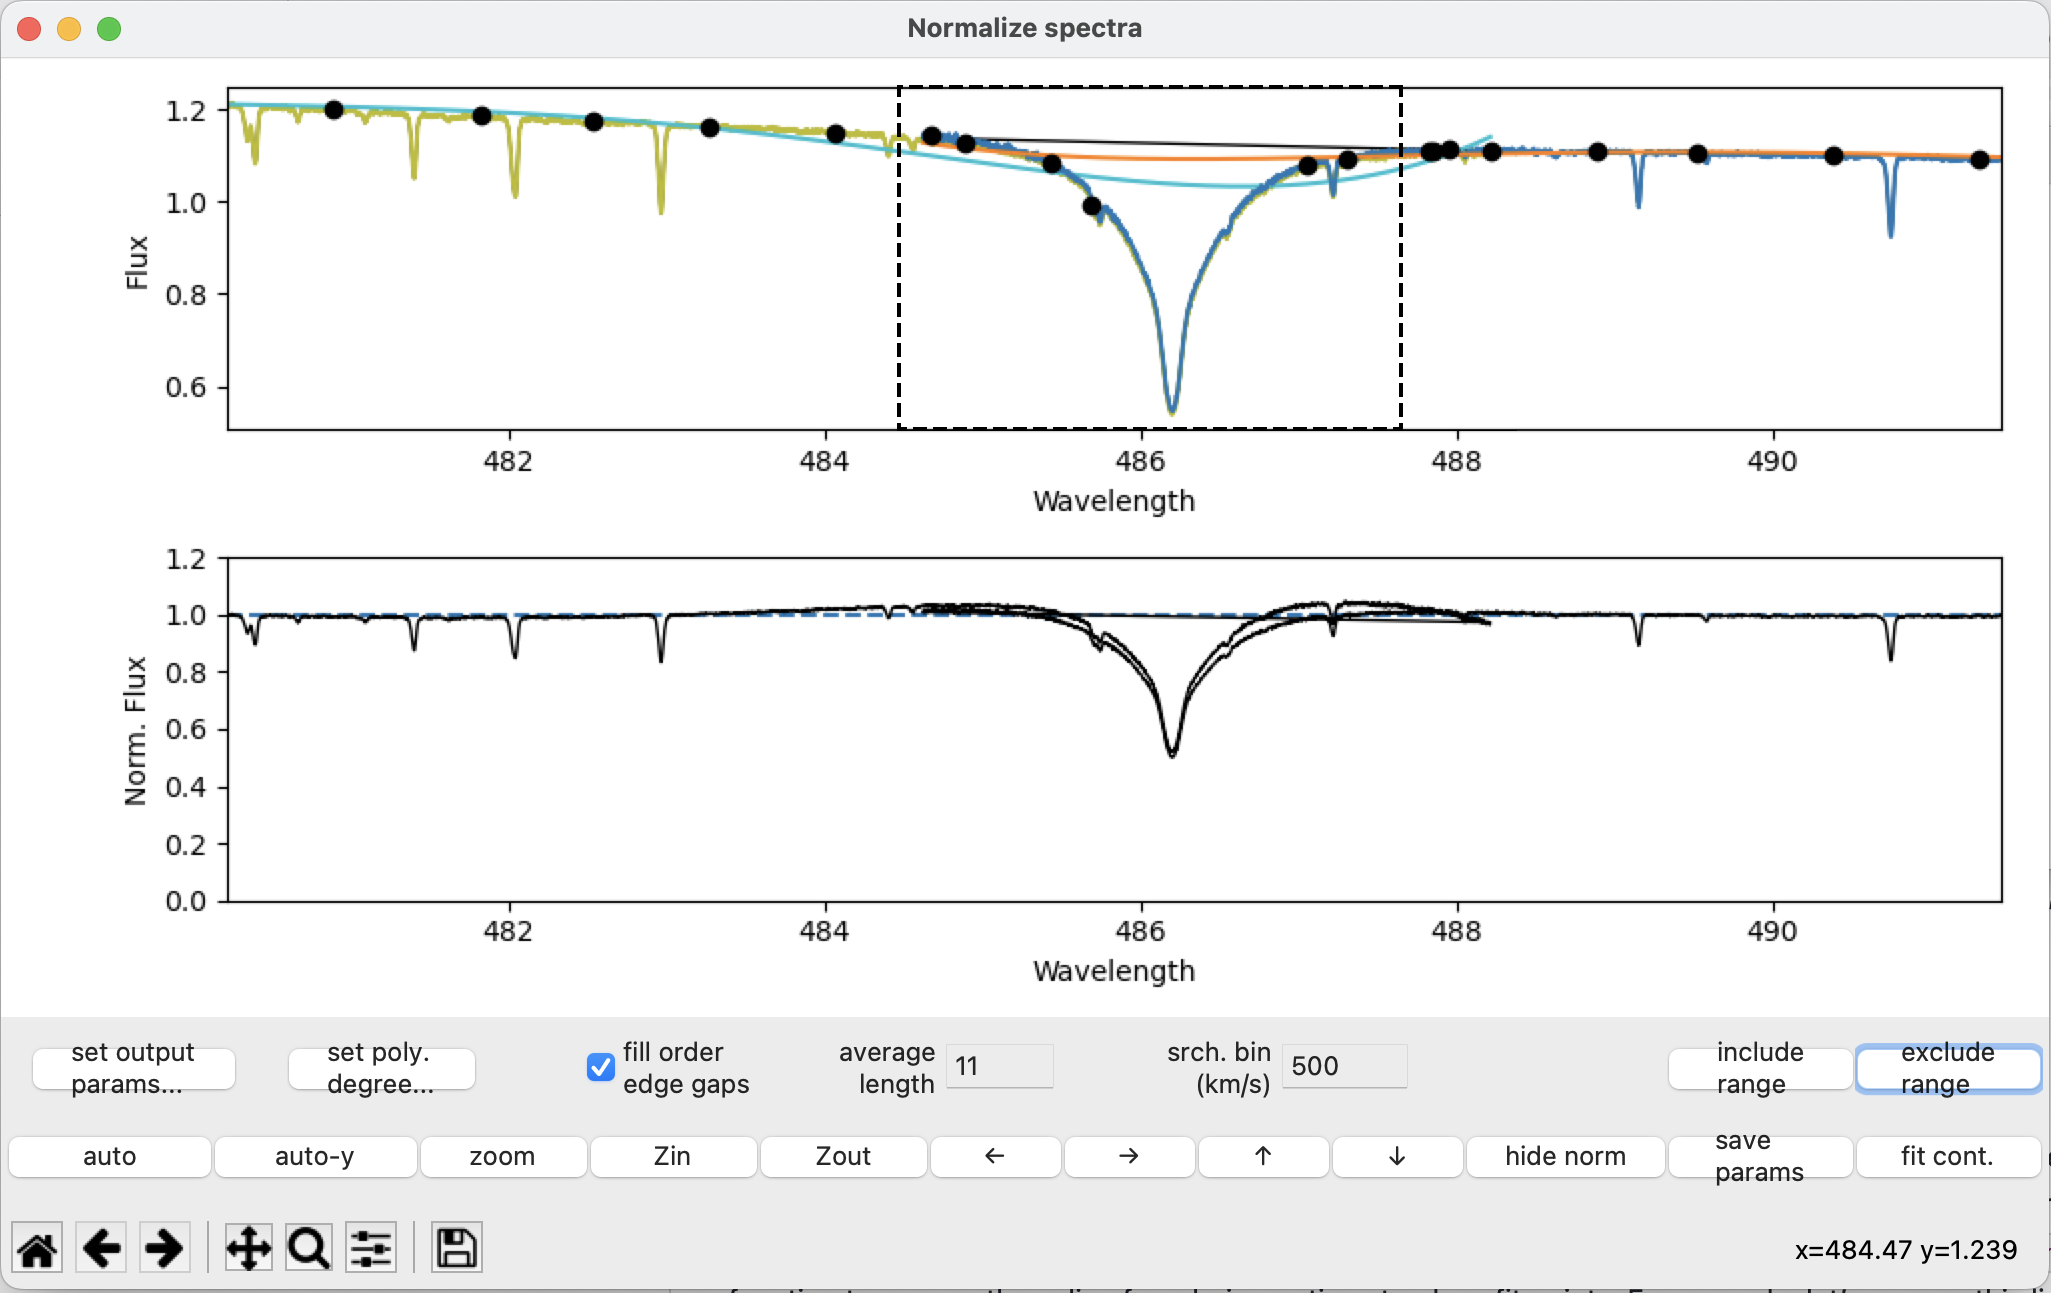 Normalize spectra
1.2
1.0
0.8
0.6
Flux
482 484 486 488 490
Wavelength
1.2
1.0
0.8
0.6
0.4
0.2
0.0
Norm. Flux
482 484 486 488 490
Wavelength
set output
params...
set poly.
degree...
fill order
edge gaps
average
length
11
srch. bin
(km/s)
500
include
range
exclude
range
auto
auto-y
zoom
Zin
Zout
←
→
↑
↓
hide norm
save
params
fit cont.
x=484.47 y=1.239